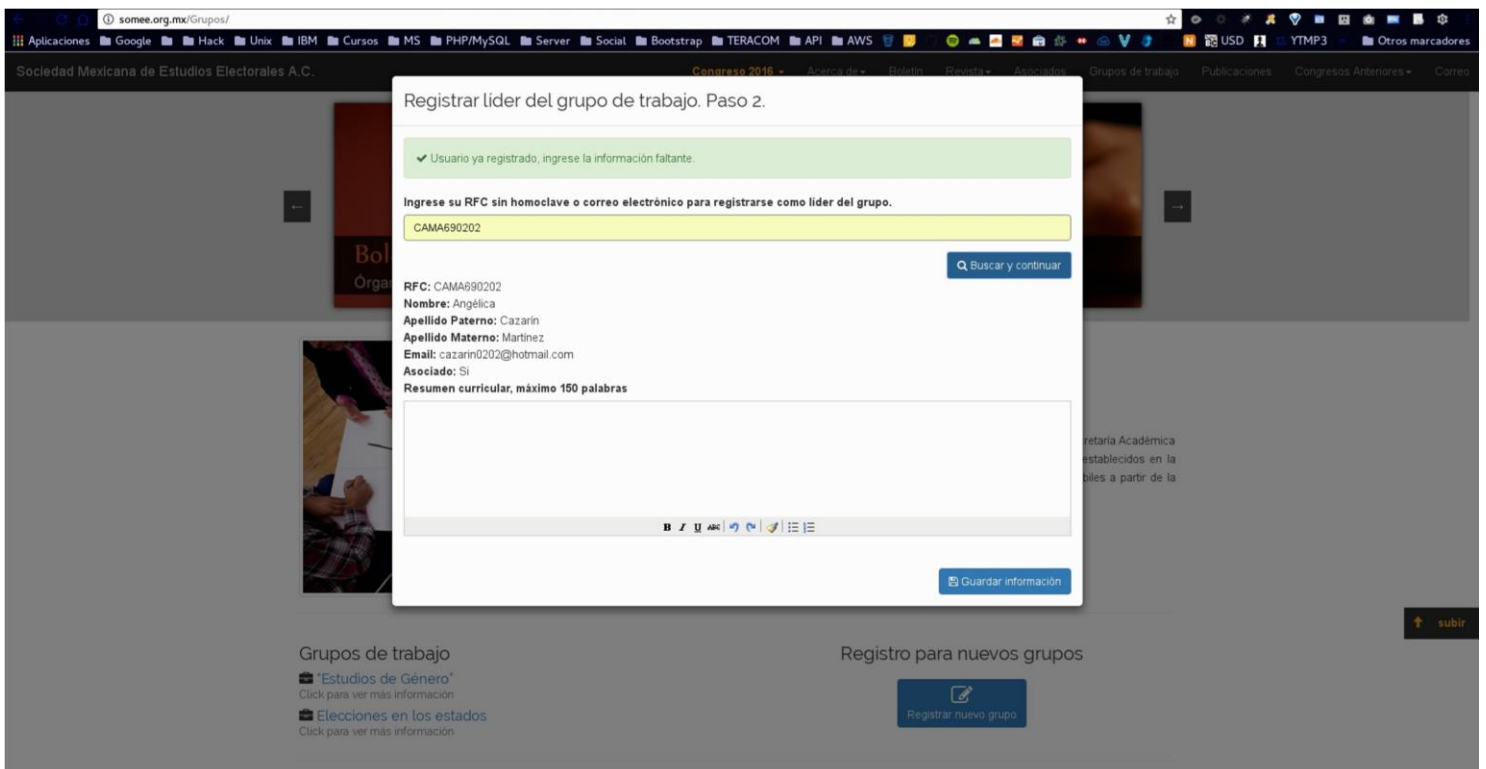 somee.org.mx/Grupos/
Aplicaciones Google Hack Unix IBM Cursos MS PHP/MySQL Server Social Bootstrap TERACOM API AWS USD YTMP3 Otros marcadores
Sociedad Mexicana de Estudios Electorales A.C. Congreso 2016 Acerca de Boletín Revista Asociados Grupos de trabajo Publicaciones Congresos Anteriores Correo
Registrar líder del grupo de trabajo. Paso 2.
Usuario ya registrado, ingrese la información faltante.
Ingrese su RFC sin homoclave o correo electrónico para registrarse como líder del grupo.
CAMA690202
Buscar y continuar
Bol
Órga
RFC: CAMA690202
Nombre: Angélica
Apellido Paterno: Cazarín
Apellido Materno: Martínez
Email: cazarin0202@hotmail.com
Asociado: Si
Resumen curricular, máximo 150 palabras
retaría Académica
establecidos en la
biles a partir de la
B I U ABC
Guardar información
subir
Grupos de trabajo
"Estudios de Género"
Click para ver más información
Elecciones en los estados
Click para ver más información
Registro para nuevos grupos
Registrar nuevo grupo